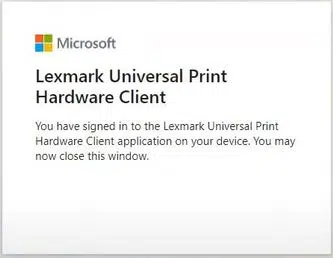 Microsoft
Lexmark Universal Print
Hardware Client
You have signed in to the Lexmark Universal Print
Hardware Client application on your device. You may
now close this window.